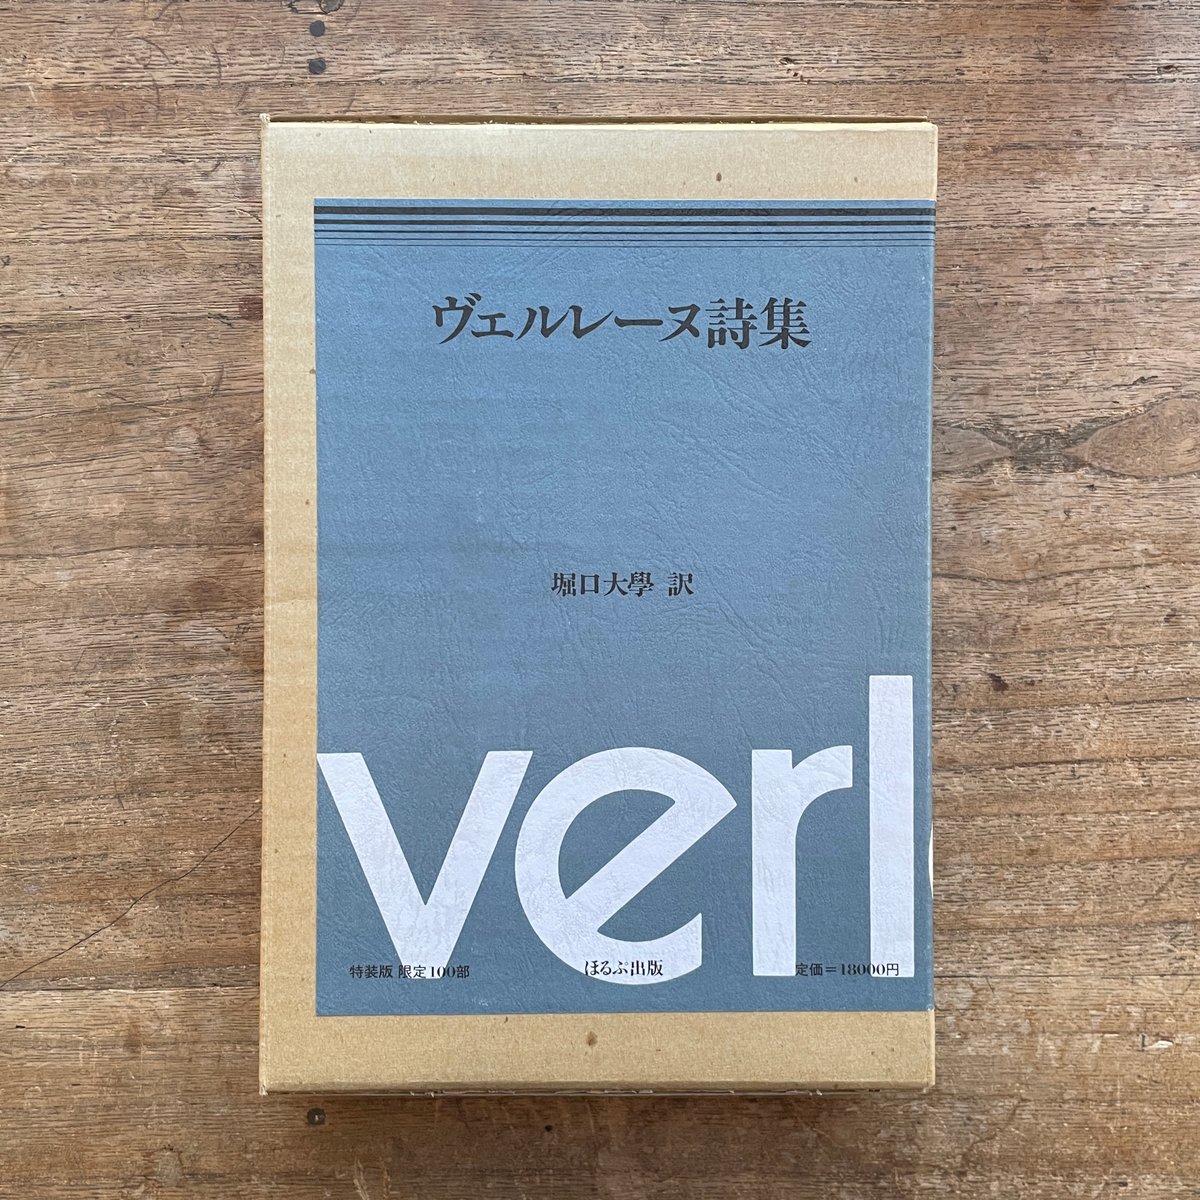 ヴェルレーヌ詩集
堀口大學 訳
verl
特装版 限定100部
ほるぷ出版
定価=18000円